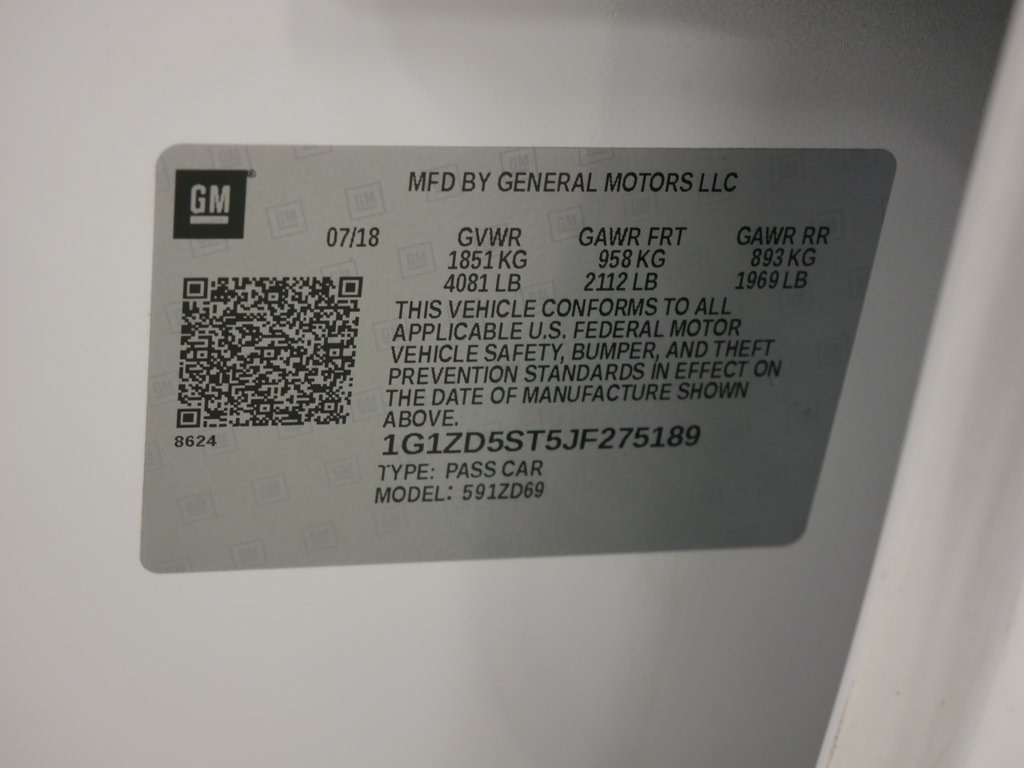 GM
MFD BY GENERAL MOTORS LLC
07/18 GVWR GAWR FRT GAWR RR
1851 KG 958 KG 893 KG
4081 LB 2112 LB 1969 LB
THIS VEHICLE CONFORMS TO ALL
APPLICABLE U.S. FEDERAL MOTOR
VEHICLE SAFETY, BUMPER, AND THEFT
PREVENTION STANDARDS IN EFFECT ON
THE DATE OF MANUFACTURE SHOWN
ABOVE.
8624
1G1ZD5ST5JF275189
TYPE: PASS CAR
MODEL: 591ZD69